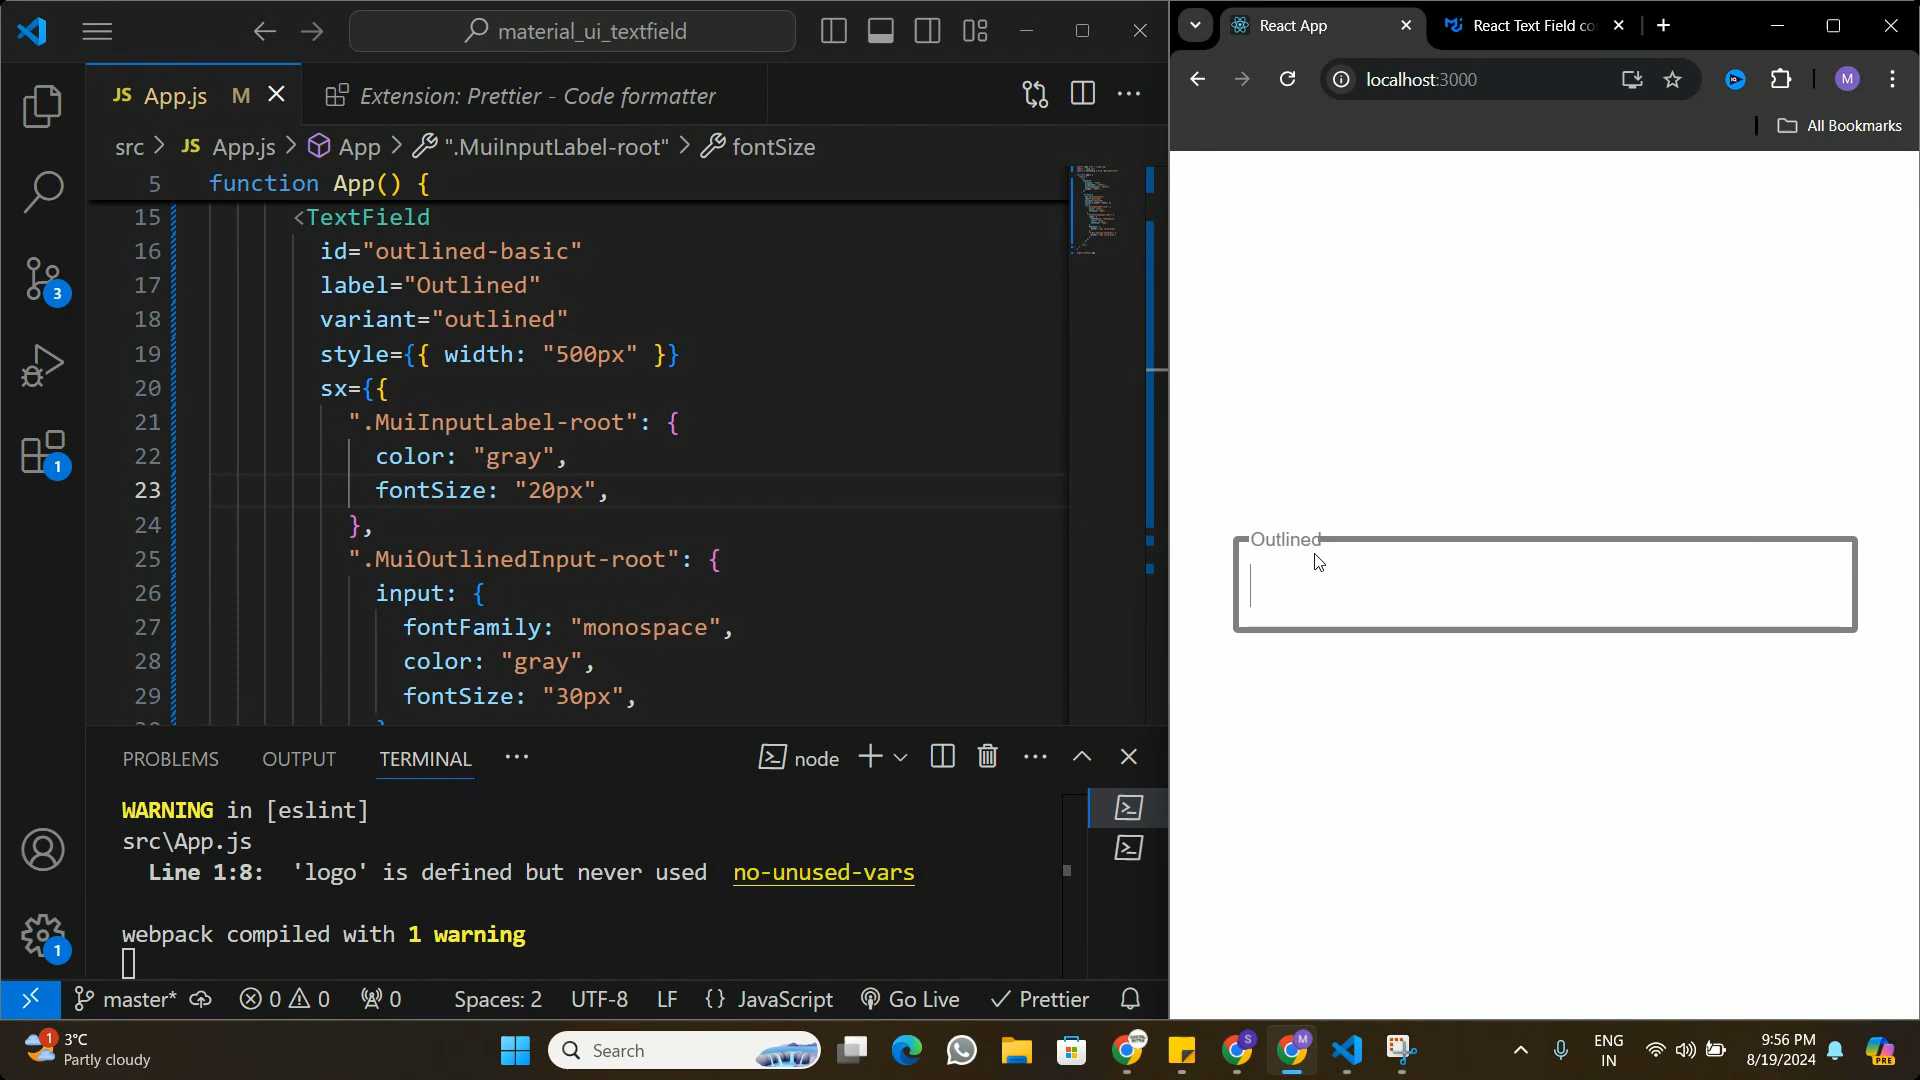 material_ui_textfield
JS App.js M
Extension: Prettier - Code formatter
src > JS App.js > App > ".MuiInputLabel-root" > fontSize
5 function App() {
15 <TextField
16 id="outlined-basic"
17 label="Outlined"
18 variant="outlined"
19 style={{ width: "500px" }}
20 sx={{
21 ".MuiInputLabel-root": {
22 color: "gray",
23 fontSize: "20px",
24 },
25 ".MuiOutlinedInput-root": {
26 input: {
27 fontFamily: "monospace",
28 color: "gray",
29 fontSize: "30px",
3
1
1
PROBLEMS OUTPUT TERMINAL ···
node
WARNING in [eslint]
src\App.js
Line 1:8: 'logo' is defined but never used no-unused-vars
webpack compiled with 1 warning
master* 0 0 0 Spaces: 2 UTF-8 LF {} JavaScript Go Live Prettier
React App
React Text Field co
localhost:3000
M
All Bookmarks
Outlined
1
3°C
Partly cloudy
Search
S
M
PRE
ENG
IN
9:56 PM
8/19/2024